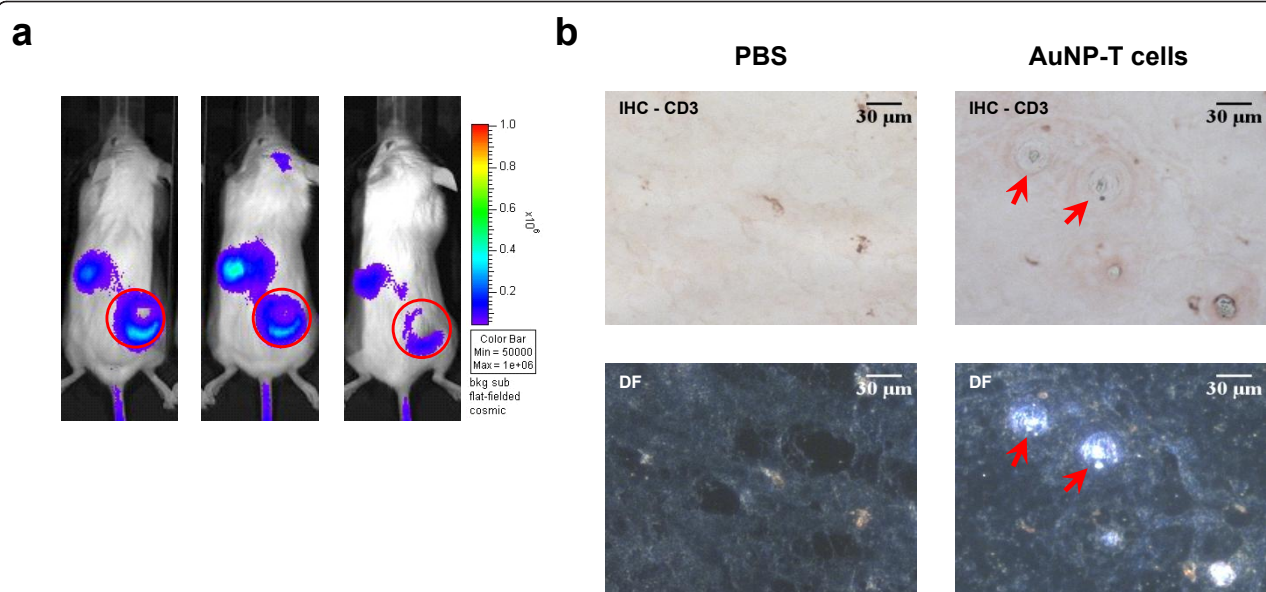 a
1.0
0.8
0.6
0.4
0.2
x10⁶
Color Bar
Min = 50000
Max = 1e+06
bkg sub
flat-fielded
cosmic
b
PBS
AuNP-T cells
IHC - CD3
30 µm
IHC - CD3
30 µm
DF
30 µm
DF
30 µm